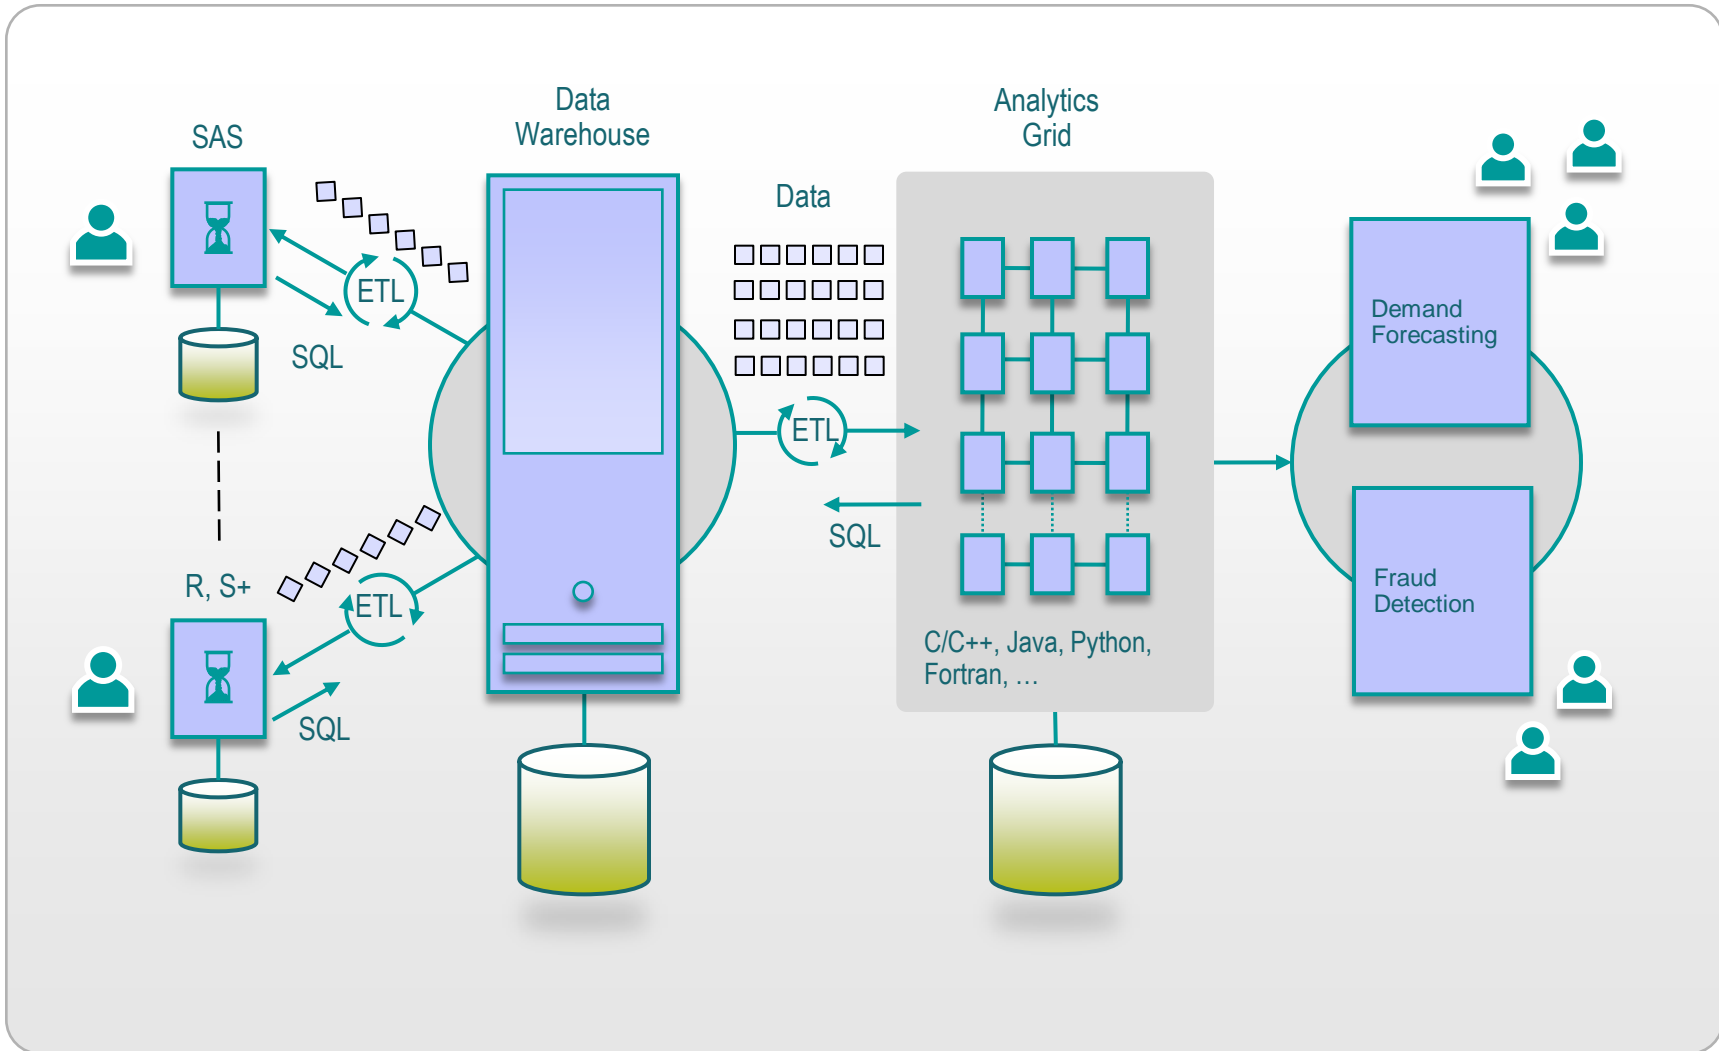 SAS
Data
Warehouse
Analytics
Grid
Data
ETL
SQL
ETL
SQL
Demand
Forecasting
R, S+
ETL
SQL
Fraud
Detection
C/C++, Java, Python,
Fortran, …